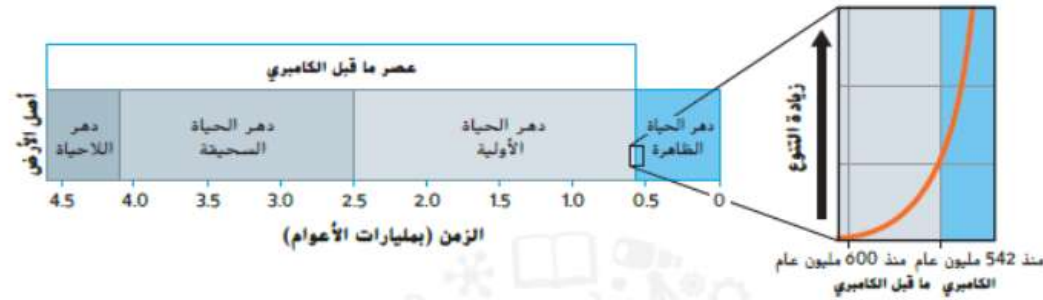 عصر ما قبل الكامبري
أصل الأرض
دهر
اللاحياة
دهر الحياة
السحيقة
دهر الحياة
الأولية
دهر الحياة
الظاهرة
4.5 4.0 3.5 3.0 2.5 2.0 1.5 1.0 0.5 0
الزمن (بمليارات الأعوام)
زيادة التنوع
منذ 542 مليون عام
منذ 600 مليون عام
الكامبري
ما قبل الكامبري